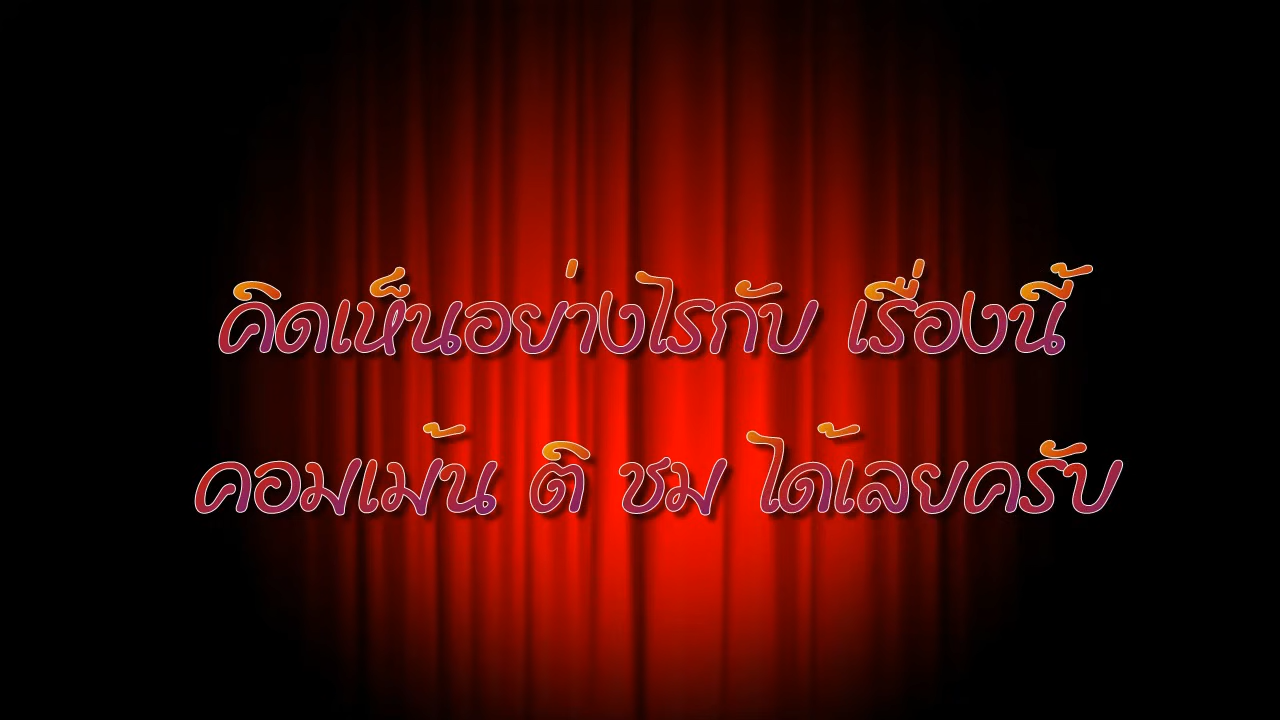 คิดเห็นอย่างไรกับ เรื่องนี้
คอมเม้น ติ ชม ได้เลยครับ